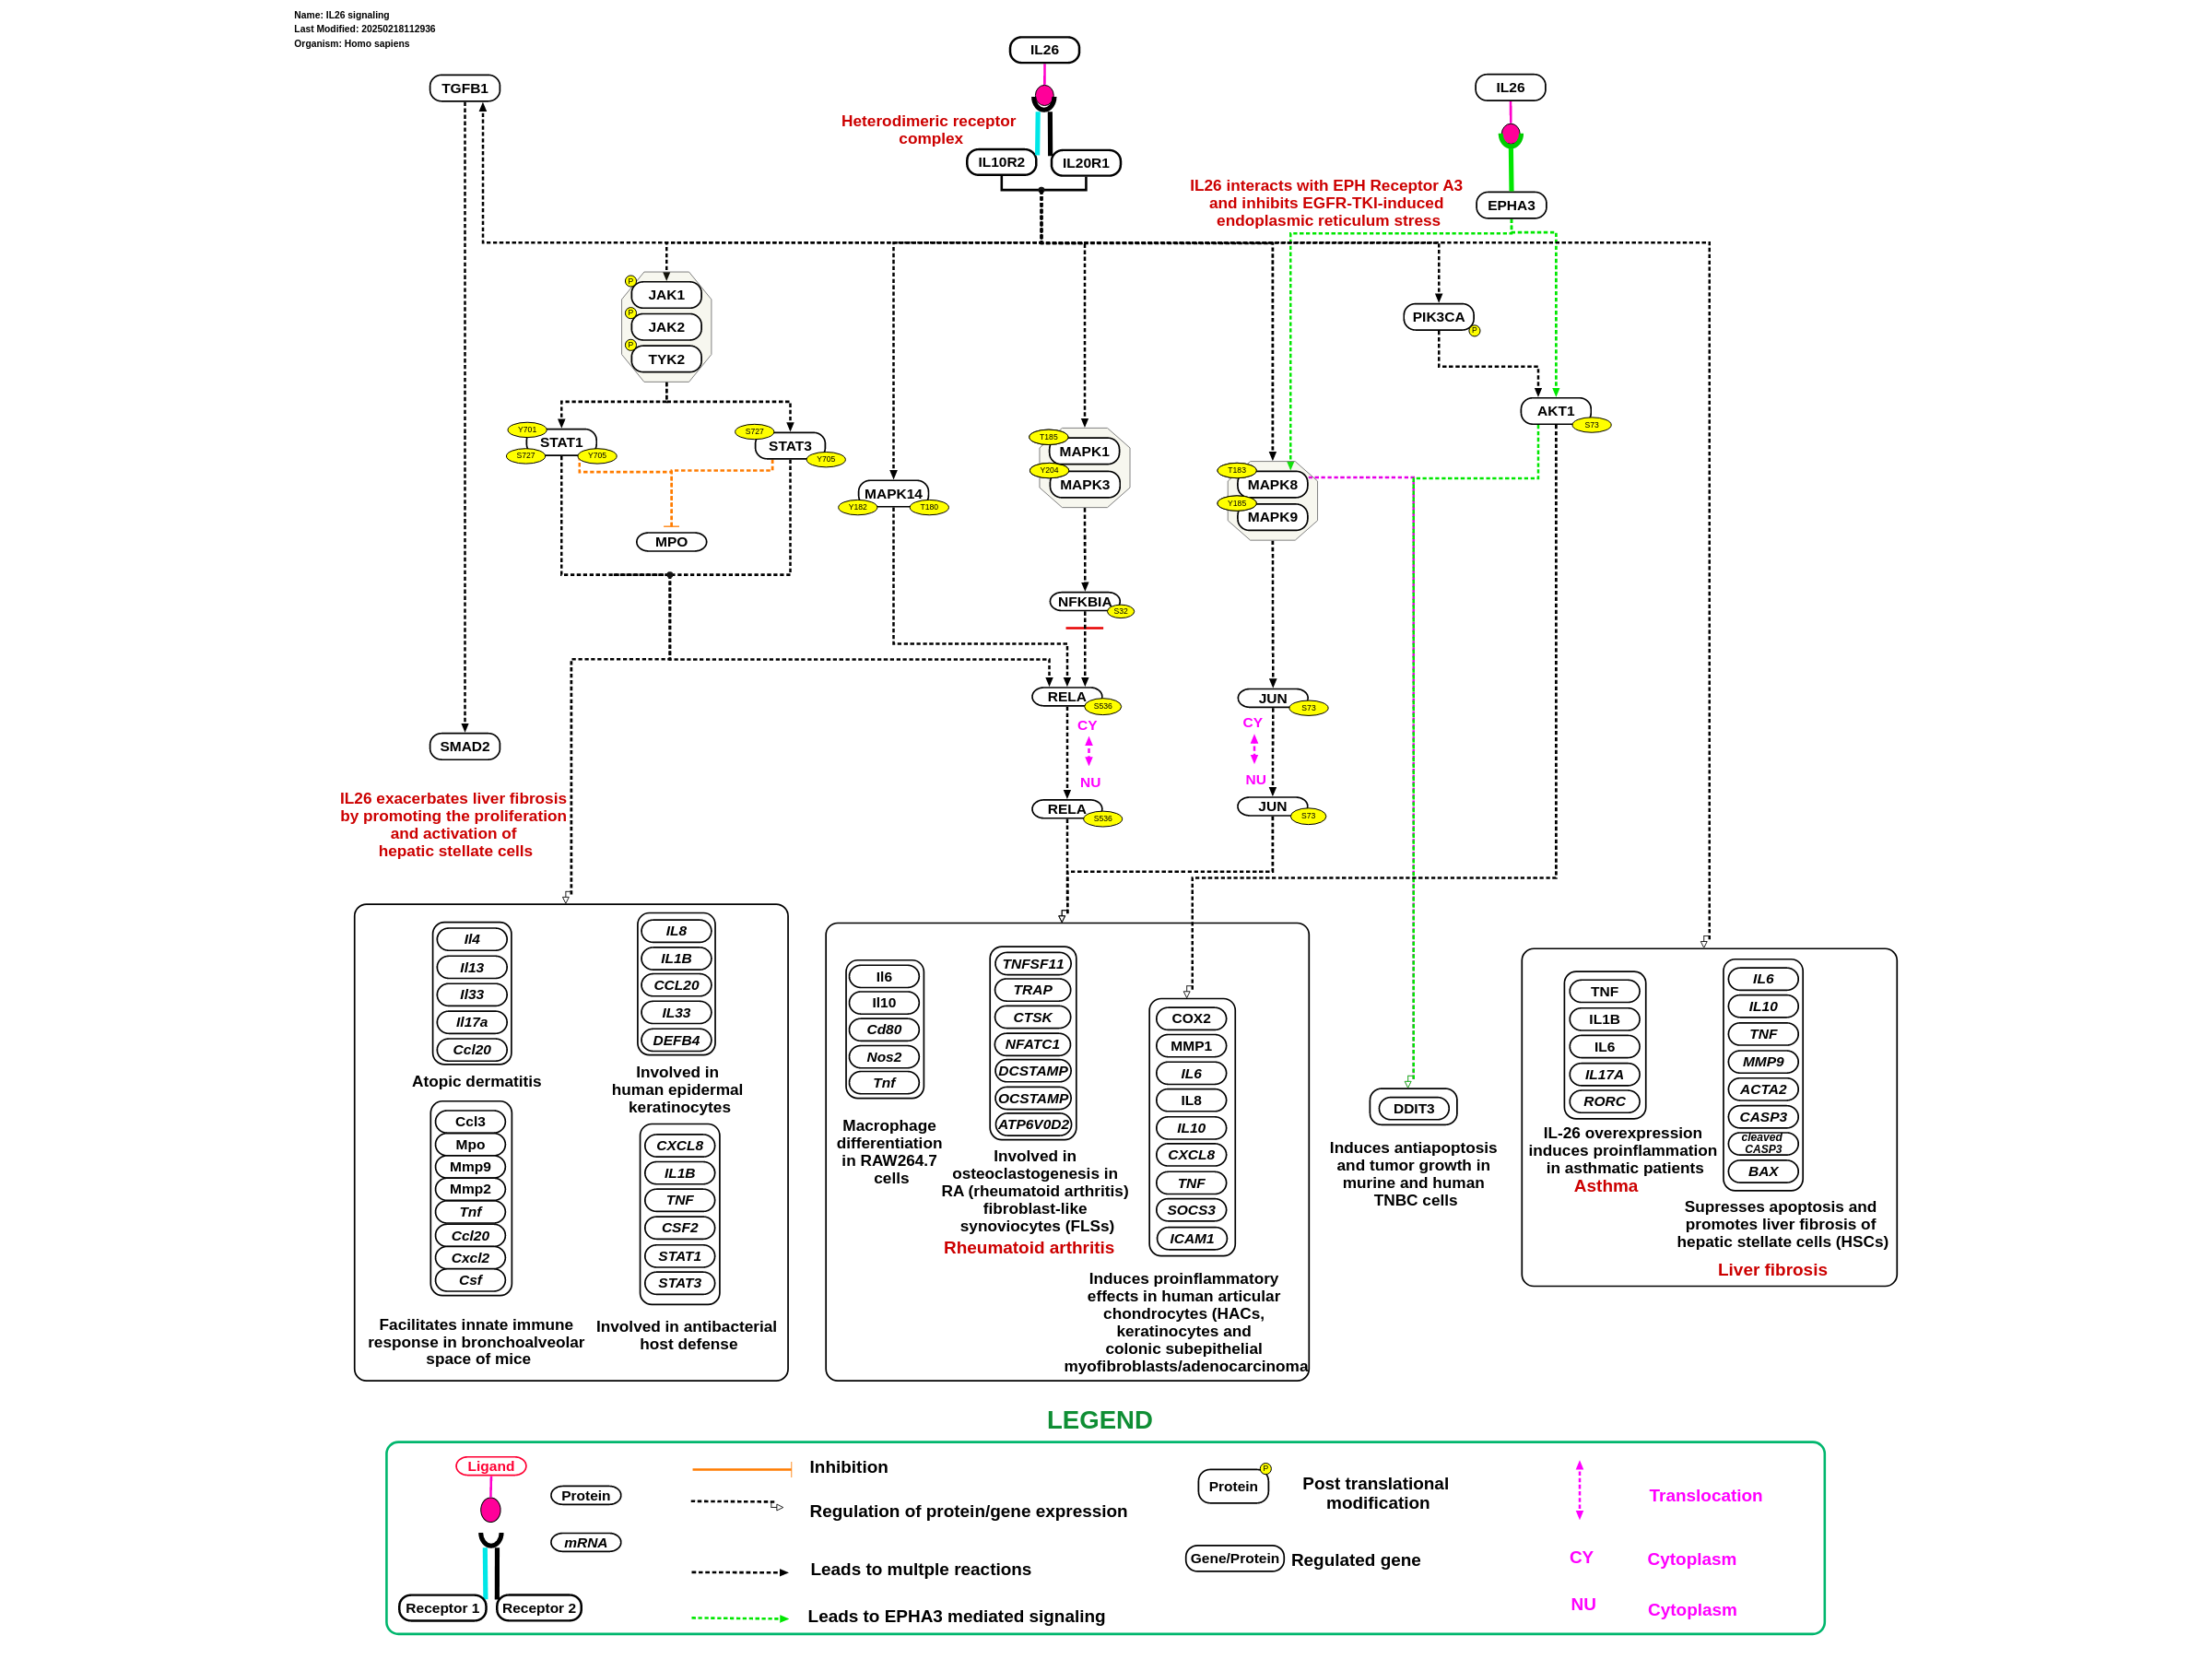 Name: IL26 signaling
Last Modified: 20250218112936
Organism: Homo sapiens
IL26
TGFB1
IL26
Heterodimeric receptor
complex
IL10R2
IL20R1
IL26 interacts with EPH Receptor A3
and inhibits EGFR-TKI-induced
endoplasmic reticulum stress
EPHA3
P
JAK1
P
JAK2
P
TYK2
PIK3CA
P
AKT1
S73
Y701
STAT1
S727
Y705
S727
STAT3
Y705
MAPK14
Y182
T180
T185
MAPK1
Y204
MAPK3
T183
MAPK8
Y185
MAPK9
MPO
NFKBIA
S32
RELA
S536
CY
NU
RELA
S536
JUN
S73
CY
NU
JUN
S73
SMAD2
IL26 exacerbates liver fibrosis
by promoting the proliferation
and activation of
hepatic stellate cells
Il4
Il13
Il33
Il17a
Ccl20
Atopic dermatitis
IL8
IL1B
CCL20
IL33
DEFB4
Involved in
human epidermal
keratinocytes
Ccl3
Mpo
Mmp9
Mmp2
Tnf
Ccl20
Cxcl2
Csf
Facilitates innate immune
response in bronchoalveolar
space of mice
CXCL8
IL1B
TNF
CSF2
STAT1
STAT3
Involved in antibacterial
host defense
Il6
Il10
Cd80
Nos2
Tnf
Macrophage
differentiation
in RAW264.7
cells
TNFSF11
TRAP
CTSK
NFATC1
DCSTAMP
OCSTAMP
ATP6V0D2
Involved in
osteoclastogenesis in
RA (rheumatoid arthritis)
fibroblast-like
synoviocytes (FLSs)
Rheumatoid arthritis
COX2
MMP1
IL6
IL8
IL10
CXCL8
TNF
SOCS3
ICAM1
Induces proinflammatory
effects in human articular
chondrocytes (HACs,
keratinocytes and
colonic subepithelial
myofibroblasts/adenocarcinoma
DDIT3
Induces antiapoptosis
and tumor growth in
murine and human
TNBC cells
TNF
IL1B
IL6
IL17A
RORC
IL-26 overexpression
induces proinflammation
in asthmatic patients
Asthma
IL6
IL10
TNF
MMP9
ACTA2
CASP3
cleaved
CASP3
BAX
Supresses apoptosis and
promotes liver fibrosis of
hepatic stellate cells (HSCs)
Liver fibrosis
LEGEND
Ligand
Protein
mRNA
Receptor 1
Receptor 2
Inhibition
Regulation of protein/gene expression
Leads to multple reactions
Leads to EPHA3 mediated signaling
P
Protein
Post translational
modification
Gene/Protein
Regulated gene
Translocation
CY
Cytoplasm
NU
Cytoplasm